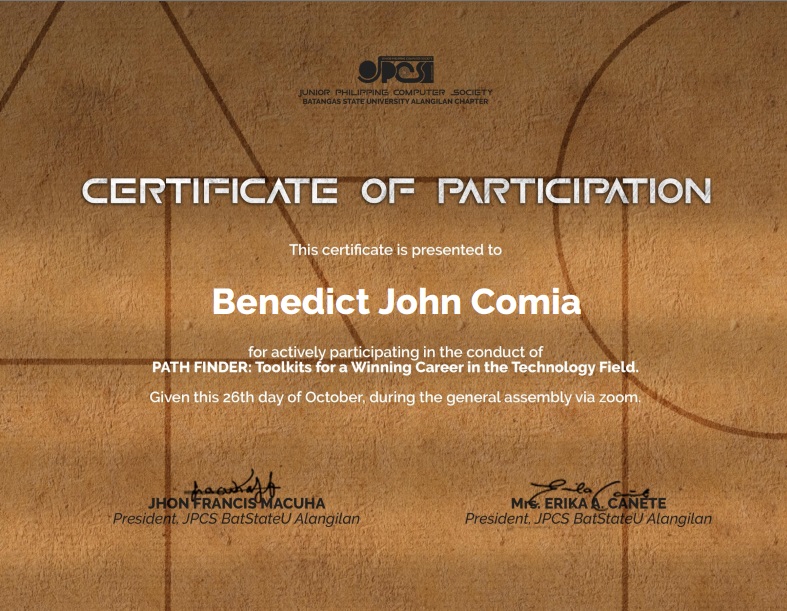 JPCS
JUNIOR PHILIPPINE COMPUTER SOCIETY
BATANGAS STATE UNIVERSITY ALANGILAN CHAPTER
CERTIFICATE OF PARTICIPATION
This certificate is presented to
Benedict John Comia
for actively participating in the conduct of
PATH FINDER: Toolkits for a Winning Career in the Technology Field.
Given this 26th day of October, during the general assembly via zoom.
JHON FRANCIS MACUHA
President, JPCS BatStateU Alangilan
Mrs. ERIKA A. CAÑETE
President, JPCS BatStateU Alangilan